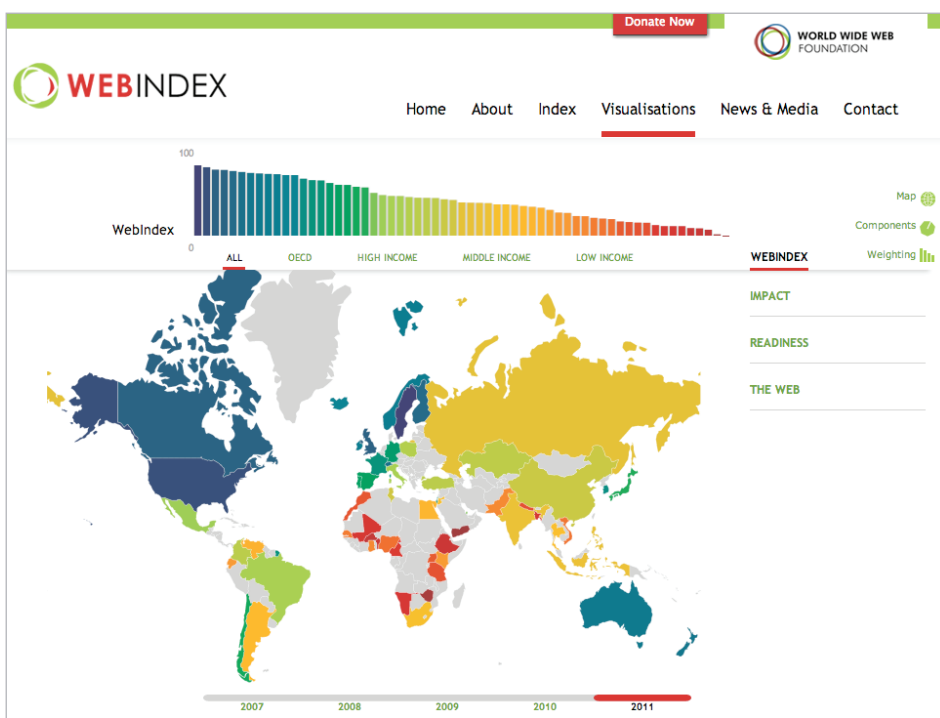 Donate Now
WORLD WIDE WEB
FOUNDATION
WEBINDEX
Home About Index Visualisations News & Media Contact
100
WebIndex
0
Map
Components
Weighting
ALL OECD HIGH INCOME MIDDLE INCOME LOW INCOME
WEBINDEX
IMPACT
READINESS
THE WEB
2007 2008 2009 2010 2011